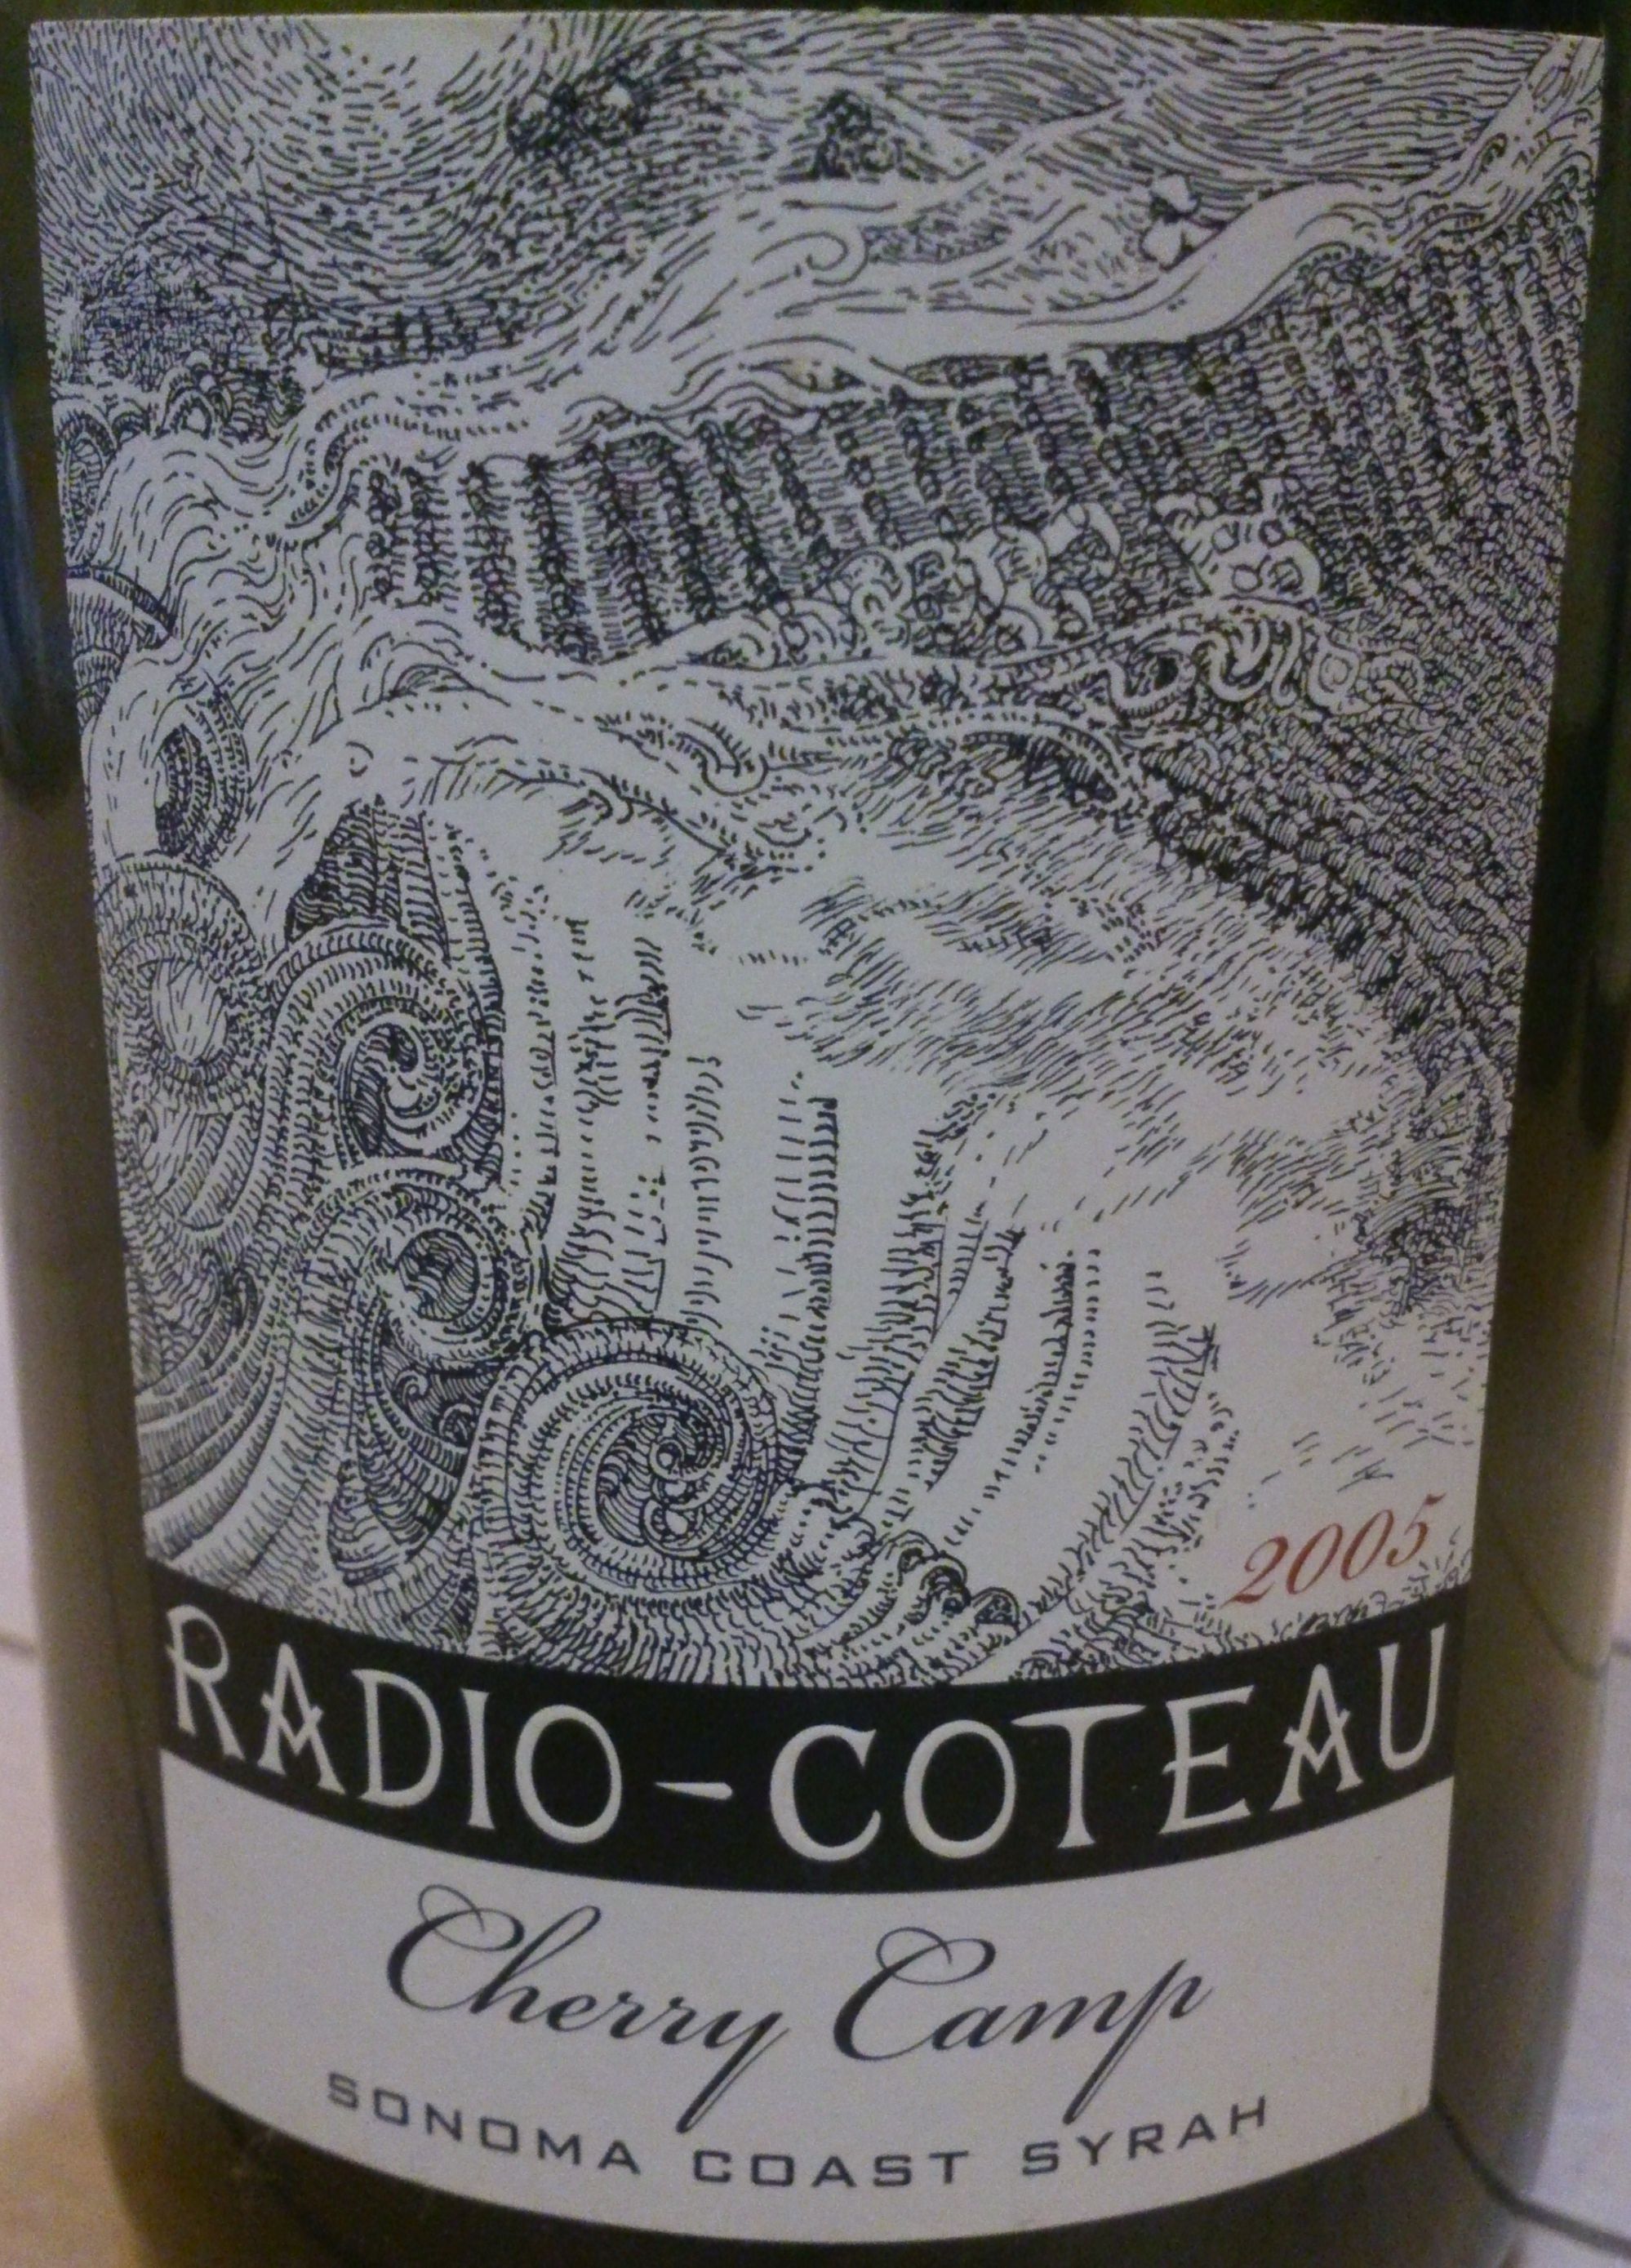 2005
RADIO-COTEAU
Cherry Camp
SONOMA COAST SYRAH